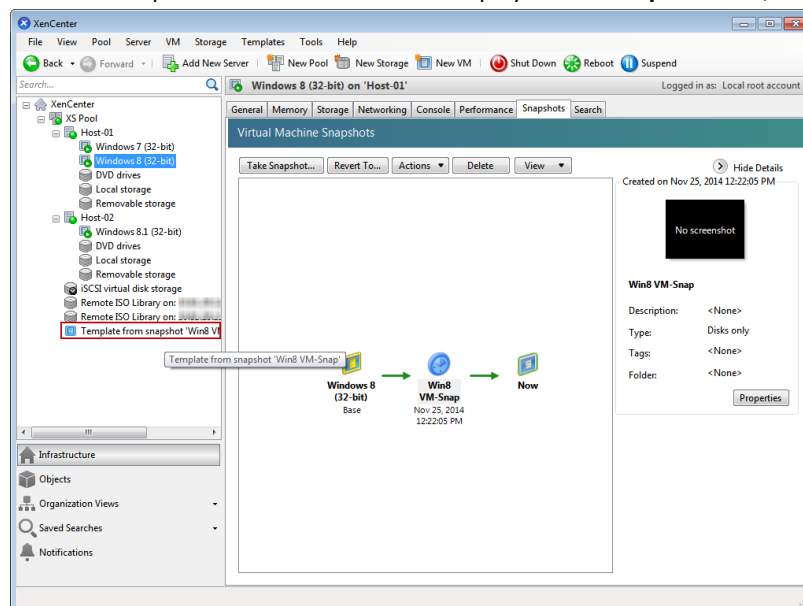 XenCenter
File View Pool Server VM Storage Templates Tools Help
Back Forward Add New Server New Pool New Storage New VM Shut Down Reboot Suspend
Search...
Windows 8 (32-bit) on 'Host-01'
Logged in as: Local root account
XenCenter
XS Pool
Host-01
Windows 7 (32-bit)
Windows 8 (32-bit)
DVD drives
Local storage
Removable storage
Host-02
Windows 8.1 (32-bit)
DVD drives
Local storage
Removable storage
iSCSI virtual disk storage
Remote ISO Library on:
Remote ISO Library on:
Template from snapshot 'Win8 VM
Template from snapshot 'Win8 VM-Snap'
Infrastructure
Objects
Organization Views
Saved Searches
Notifications
General Memory Storage Networking Console Performance Snapshots Search
Virtual Machine Snapshots
Take Snapshot... Revert To... Actions Delete View
Hide Details
Windows 8
(32-bit)
Base
Win8
VM-Snap
Nov 25, 2014
12:22:05 PM
Now
Created on Nov 25, 2014 12:22:05 PM
No screenshot
Win8 VM-Snap
Description: <None>
Type: Disks only
Tags: <None>
Folder: <None>
Properties